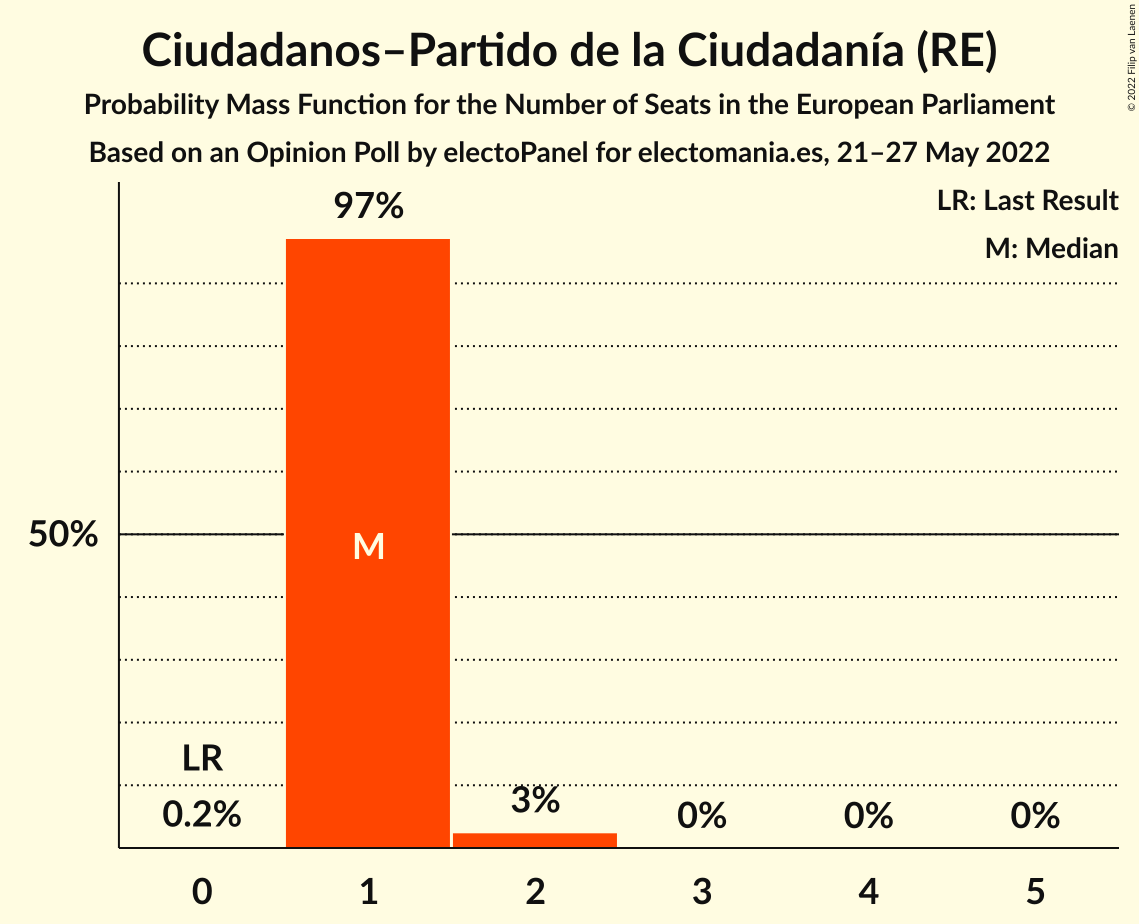 Ciudadanos–Partido de la Ciudadanía (RE)
Probability Mass Function for the Number of Seats in the European Parliament
Based on an Opinion Poll by electoPanel for electomania.es, 21–27 May 2022
© 2022 Filip van Laenen
LR: Last Result
M: Median
97%
50%
M
LR
0.2%
3%
0%
0%
0%
0
1
2
3
4
5